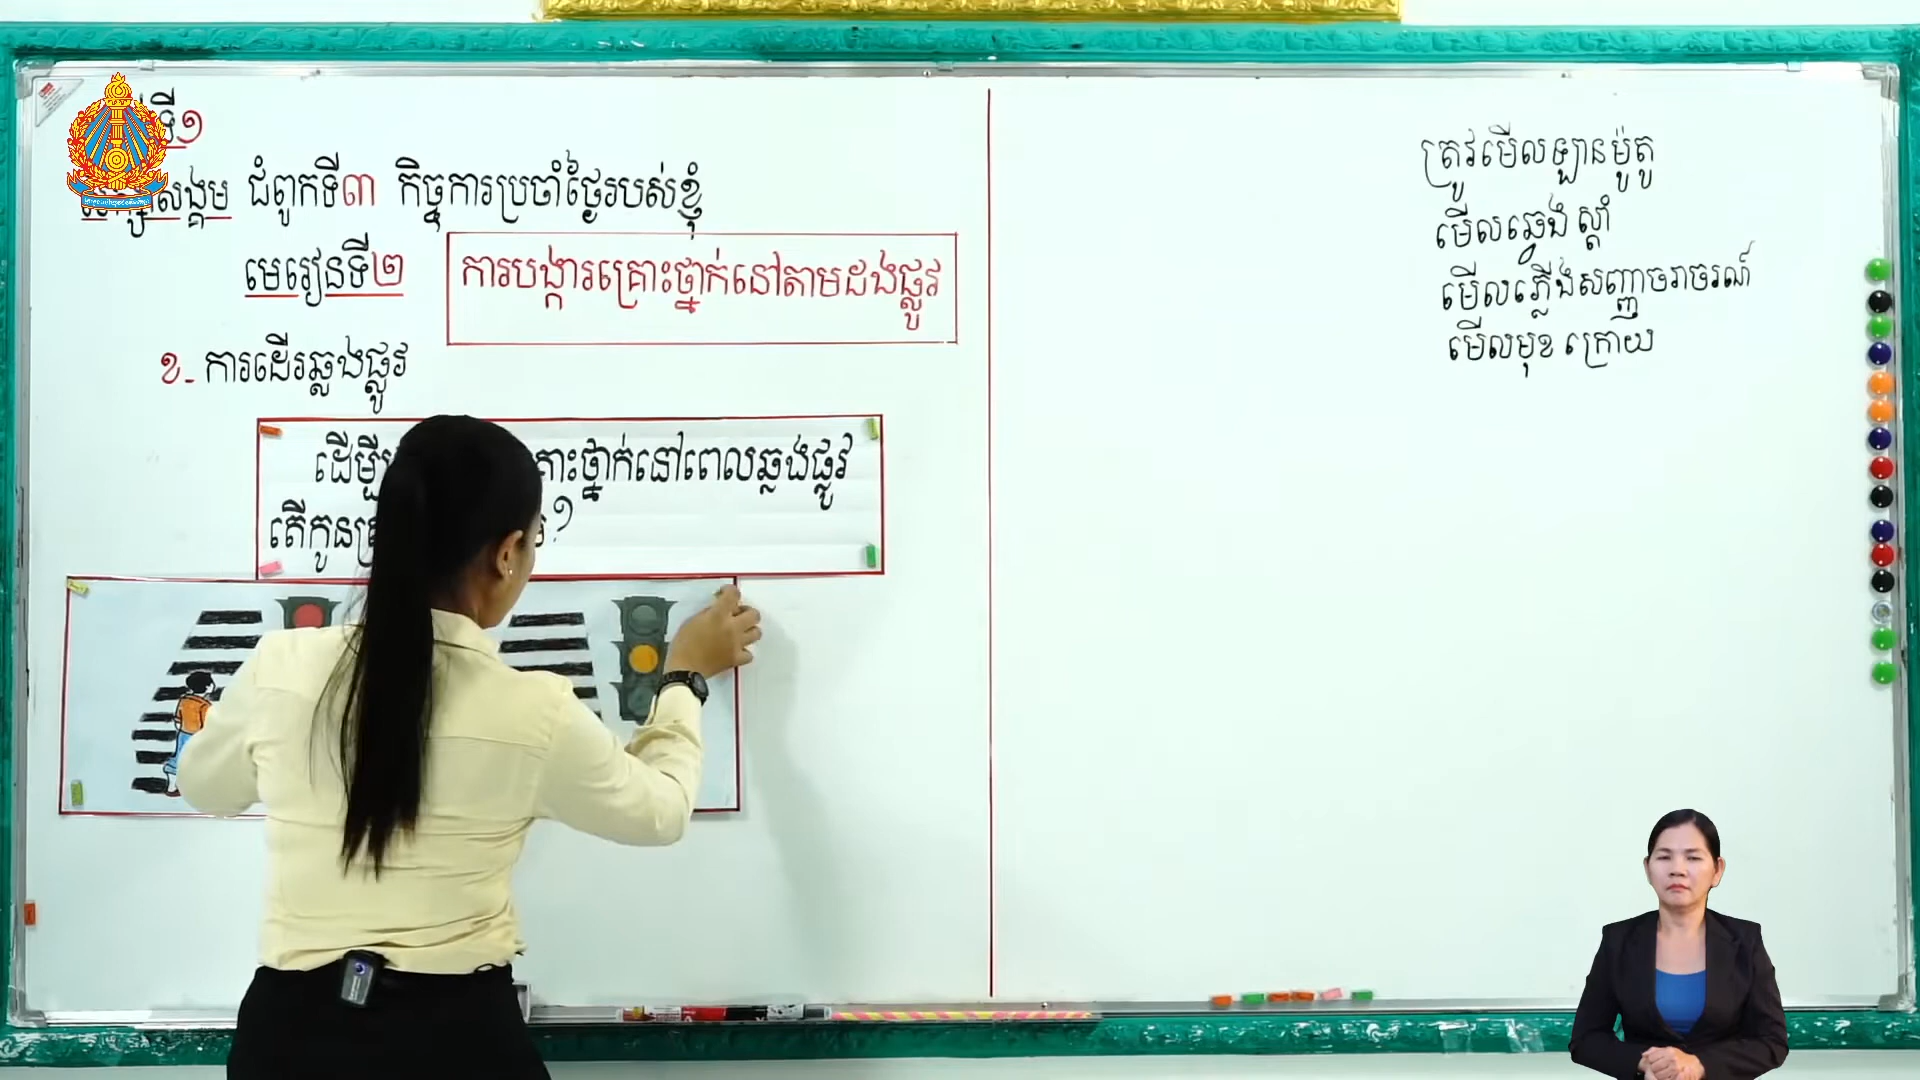 ទី១
សង្គម ជំពូកទី៣ កិច្ចការប្រចាំថ្ងៃរបស់ខ្ញុំ
មេរៀនទី២
ការបង្ការគ្រោះថ្នាក់នៅតាមដងផ្លូវ
ខ- ការដើរឆ្លងផ្លូវ
ដើម្បី
គ្រោះថ្នាក់នៅពេលឆ្លងផ្លូវ
តើកូន
?
ត្រូវមើលឡានម៉ូតូ
មើលឆ្វេង ស្ដាំ
មើលភ្លើងសញ្ញាចរាចរណ៍
មើលមុខ ក្រោយ